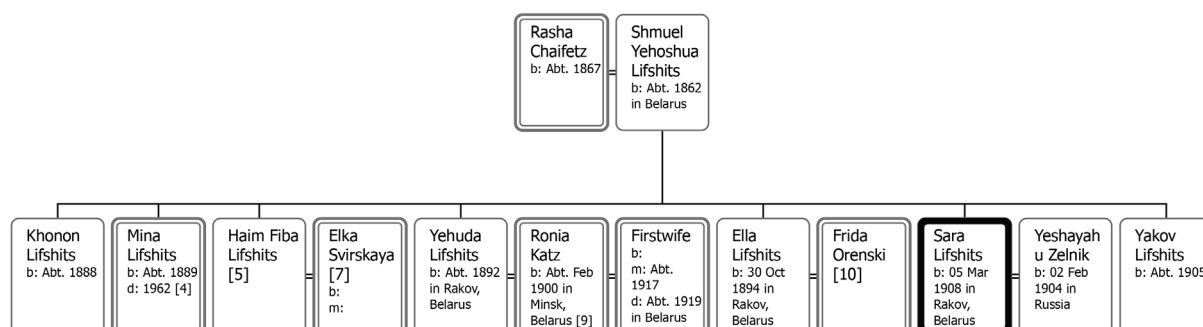 Rasha
Chaifetz
b: Abt. 1867
Shmuel
Yehoshua
Lifshits
b: Abt. 1862
in Belarus
Khonon
Lifshits
b: Abt. 1888
Mina
Lifshits
b: Abt. 1889
d: 1962 [4]
Haim Fiba
Lifshits
[5]
Elka
Svirskaya
[7]
b:
m:
Yehuda
Lifshits
b: Abt. 1892
in Rakov,
Belarus
Ronia
Katz
b: Abt. Feb
1900 in
Minsk,
Belarus [9]
Firstwife
b:
m: Abt.
1917
d: Abt. 1919
in Belarus
Ella
Lifshits
b: 30 Oct
1894 in
Rakov,
Belarus
Frida
Orenski
[10]
Sara
Lifshits
b: 05 Mar
1908 in
Rakov,
Belarus
Yeshayah
u Zelnik
b: 02 Feb
1904 in
Russia
Yakov
Lifshits
b: Abt. 1905